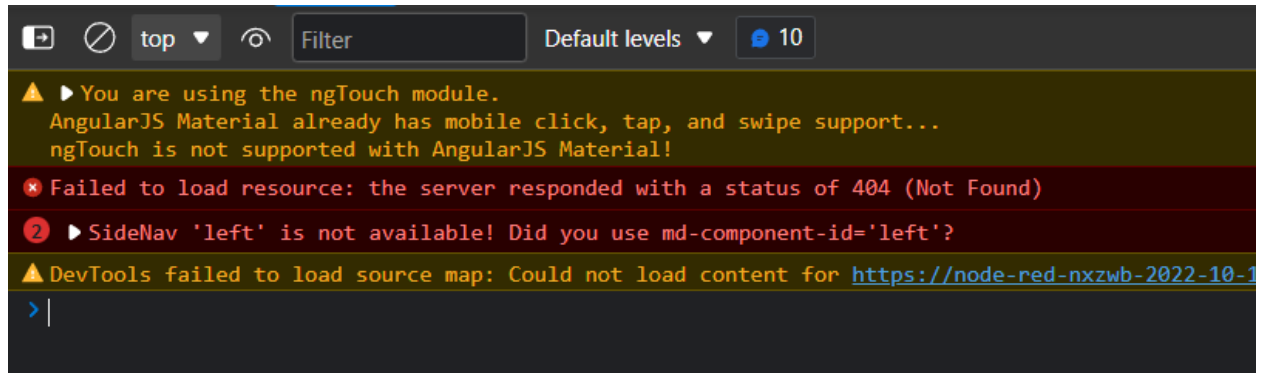 top Filter Default levels 10
You are using the ngTouch module.
AngularJS Material already has mobile click, tap, and swipe support...
ngTouch is not supported with AngularJS Material!
Failed to load resource: the server responded with a status of 404 (Not Found)
2 SideNav 'left' is not available! Did you use md-component-id='left'?
DevTools failed to load source map: Could not load content for https://node-red-nxzwb-2022-10-1